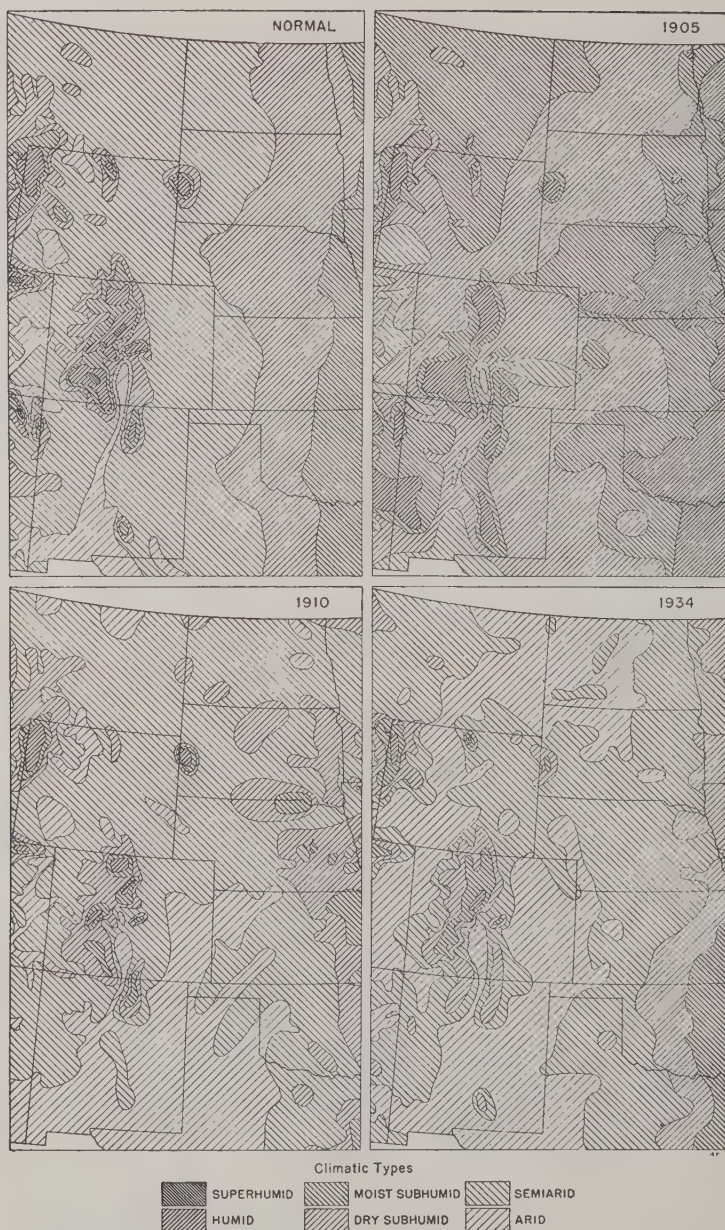 NORMAL
1905
1910
1934
Climatic Types
SUPERHUMID
MOIST SUBHUMID
SEMIARID
HUMID
DRY SUBHUMID
ARID